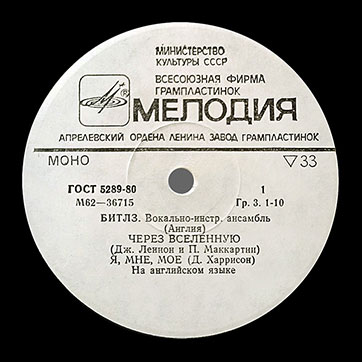 МИНИСТЕРСТВО
КУЛЬТУРЫ СССР
ВСЕСОЮЗНАЯ ФИРМА
ГРАМПЛАСТИНОК
МЕЛОДИЯ
АПРЕЛЕВСКИЙ ОРДЕНА ЛЕНИНА ЗАВОД ГРАМПЛАСТИНОК
МОНО ▽33
ГОСТ 5289-80 1
М62—36715 Гр. 3. 1-10
БИТЛЗ. Вокально-инстр. ансамбль
(Англия)
ЧЕРЕЗ ВСЕЛЕННУЮ
(Дж. Леннон и П. Маккартни)
Я, МНЕ, МОЕ (Д. Харрисон)
На английском языке